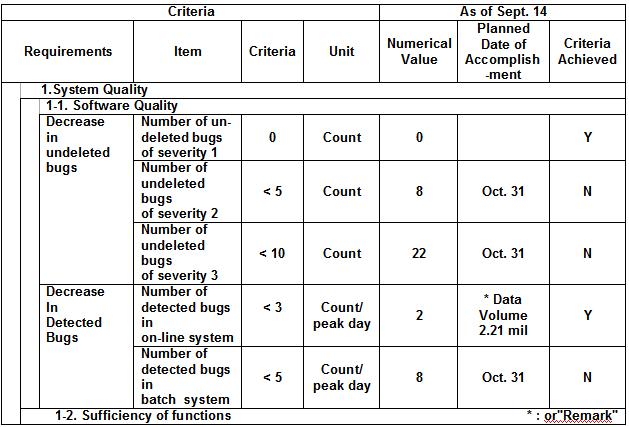 Criteria
As of Sept. 14
Requirements
Item
Criteria
Unit
Numerical
Value
Planned
Date of
Accomplish
-ment
Criteria
Achieved
1.System Quality
1-1. Software Quality
Decrease
in
undeleted
bugs
Number of un-
deleted bugs
of severity 1
0
Count
0
Y
Number of
undeleted
bugs
of severity 2
< 5
Count
8
Oct. 31
N
Number of
undeleted
bugs
of severity 3
< 10
Count
22
Oct. 31
N
Decrease
In
Detected
Bugs
Number of
detected bugs
in
on-line system
< 3
Count/
peak day
2
* Data
Volume
2.21 mil
Y
Number of
detected bugs
in
batch system
< 5
Count/
peak day
8
Oct. 31
N
1-2. Sufficiency of functions
* : or"Remark"